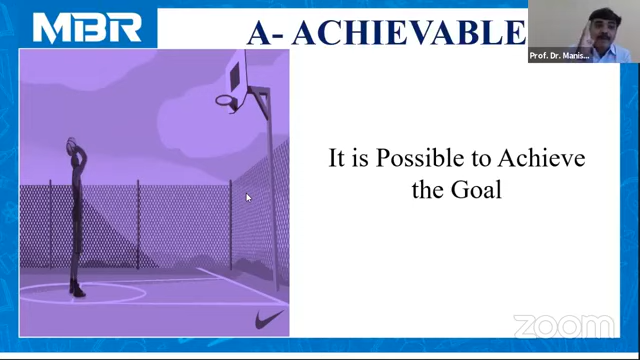 MBR
A- ACHIEVABLE
Prof. Dr. Manis...
It is Possible to Achieve
the Goal
zoom